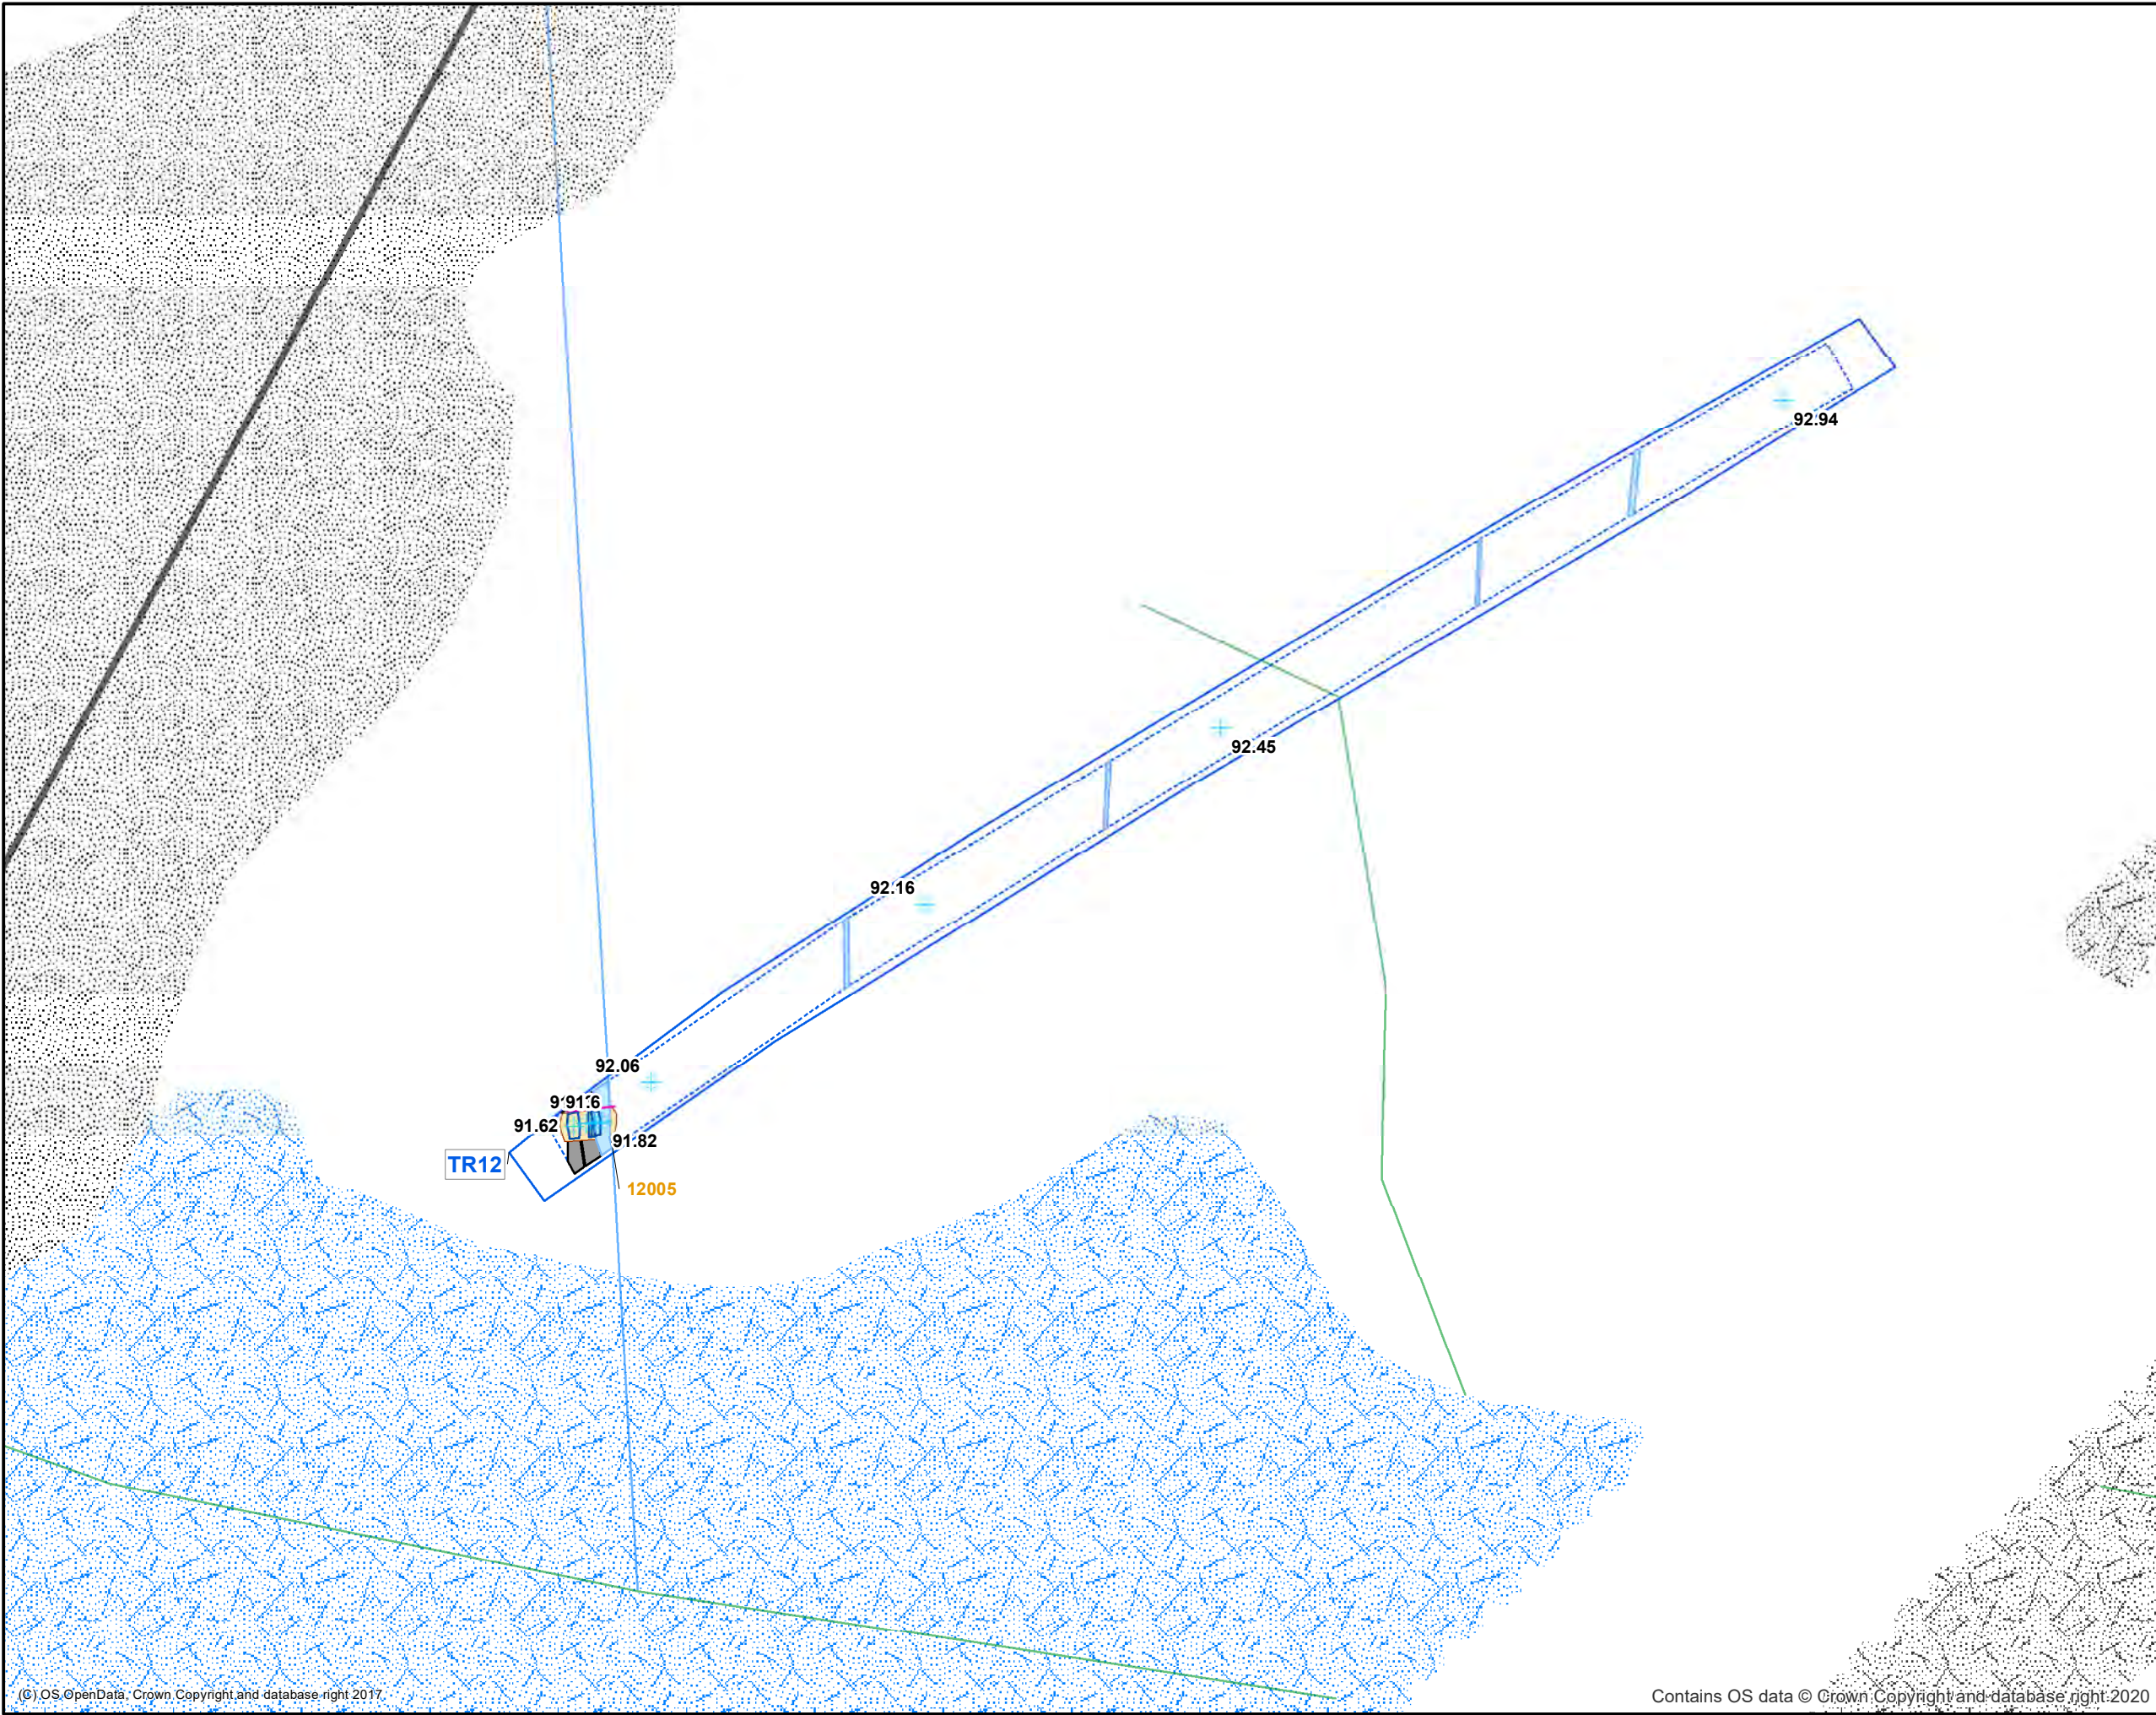 92.94
92.45
92.16
92.06
91.62
91.82
TR12
12005
(C) OS OpenData, Crown Copyright and database right 2017
Contains OS data © Crown Copyright and database right 2020